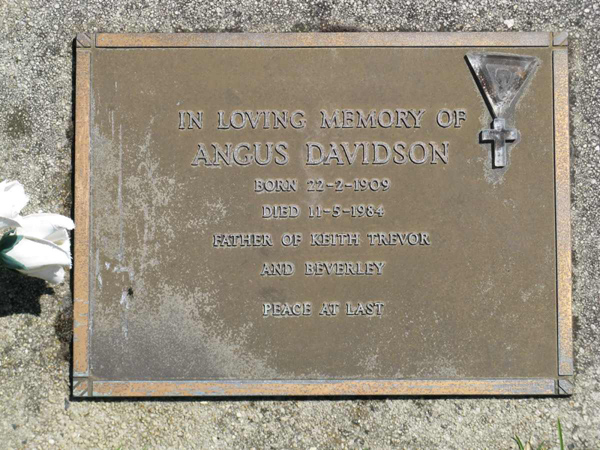 IN LOVING MEMORY OF
ANGUS DAVIDSON
BORN 22-2-1909
DIED 11-5-1984
FATHER OF KEITH TREVOR
AND BEVERLEY
PEACE AT LAST